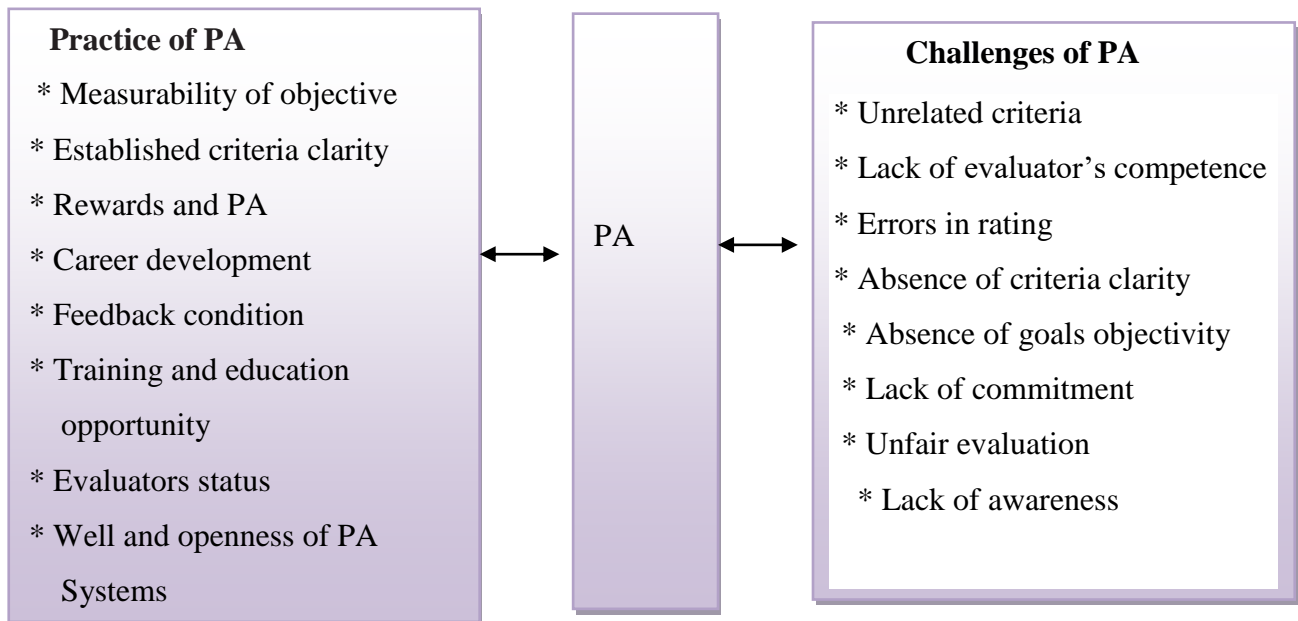 Practice of PA
* Measurability of objective
* Established criteria clarity
* Rewards and PA
* Career development
* Feedback condition
* Training and education
opportunity
* Evaluators status
* Well and openness of PA
Systems
PA
Challenges of PA
* Unrelated criteria
* Lack of evaluator’s competence
* Errors in rating
* Absence of criteria clarity
* Absence of goals objectivity
* Lack of commitment
* Unfair evaluation
* Lack of awareness